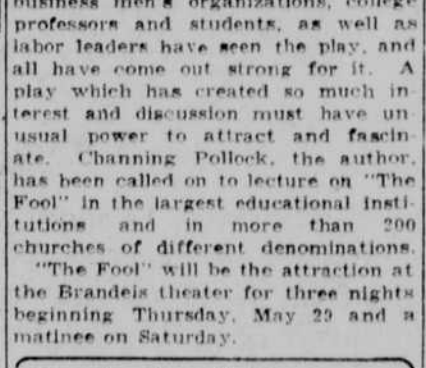 business men's organizations, college
professors and students, as well as
labor leaders have seen the play, and
all have come out strong for it. A
play which has created so much in-
terest and discussion must have un-
usual power to attract and fascin-
ate. Channing Pollock, the author,
has been called on to lecture on "The
Fool" in the largest educational insti-
tutions and in more than 200
churches of different denominations.
"The Fool" will be the attraction at
the Brandeis theater for three nights
beginning Thursday, May 29 and a
matinee on Saturday.